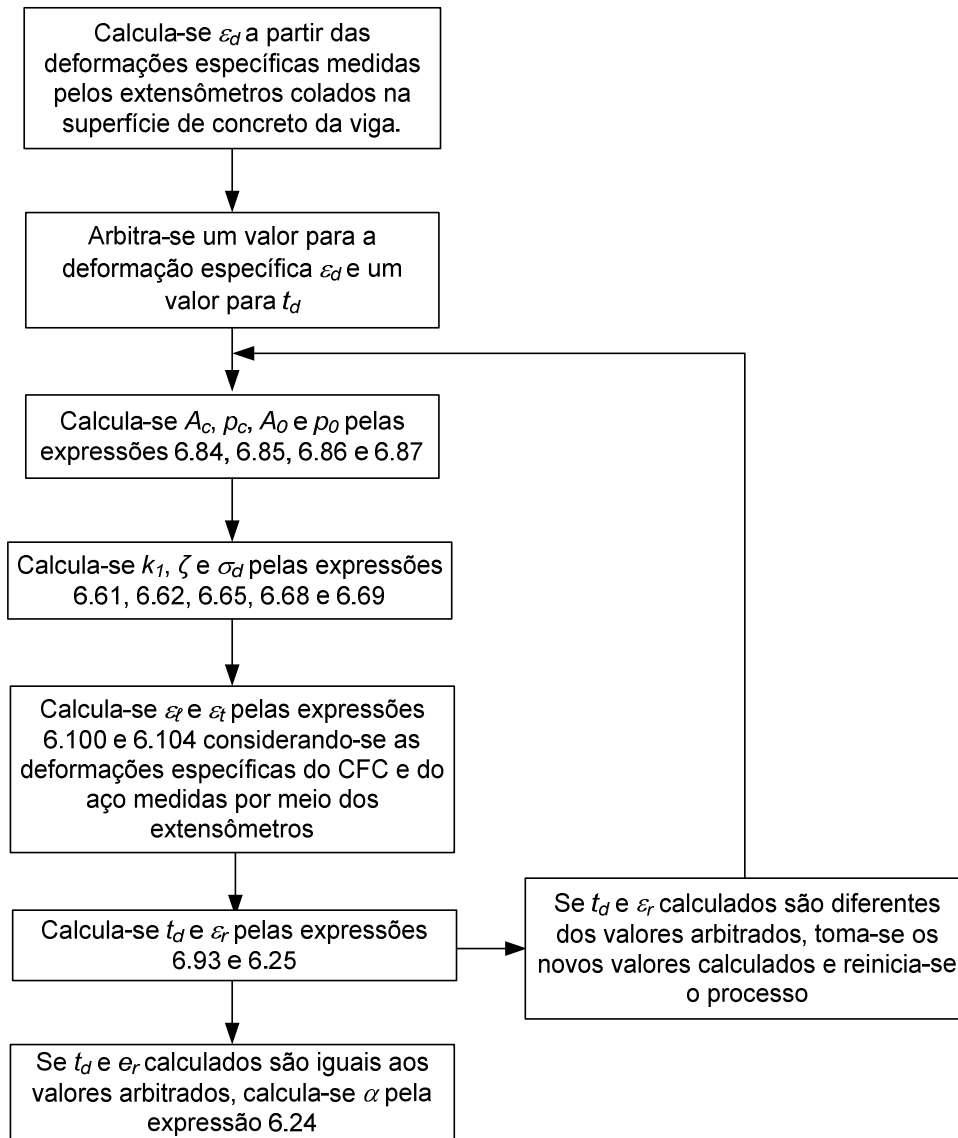 Calcula-se εd a partir das
deformações específicas medidas
pelos extensômetros colados na
superfície de concreto da viga.
Arbitra-se um valor para a
deformação específica εd e um
valor para td
Calcula-se Ac, pc, A0 e p0 pelas
expressões 6.84, 6.85, 6.86 e 6.87
Calcula-se k1, ζ e σd pelas expressões
6.61, 6.62, 6.65, 6.68 e 6.69
Calcula-se εℓ e εt pelas expressões
6.100 e 6.104 considerando-se as
deformações específicas do CFC e do
aço medidas por meio dos
extensômetros
Calcula-se td e εr pelas expressões
6.93 e 6.25
Se td e εr calculados são diferentes
dos valores arbitrados, toma-se os
novos valores calculados e reinicia-se
o processo
Se td e er calculados são iguais aos
valores arbitrados, calcula-se α pela
expressão 6.24